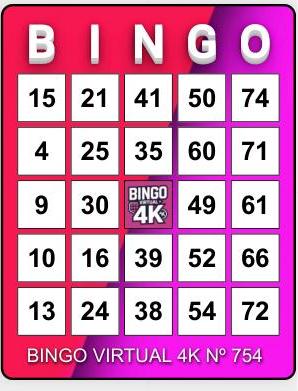 B I N G O
15 21 41 50 74
4 25 35 60 71
9 30 BINGO VIRTUAL 4K 49 61
10 16 39 52 66
13 24 38 54 72
BINGO VIRTUAL 4K Nº 754